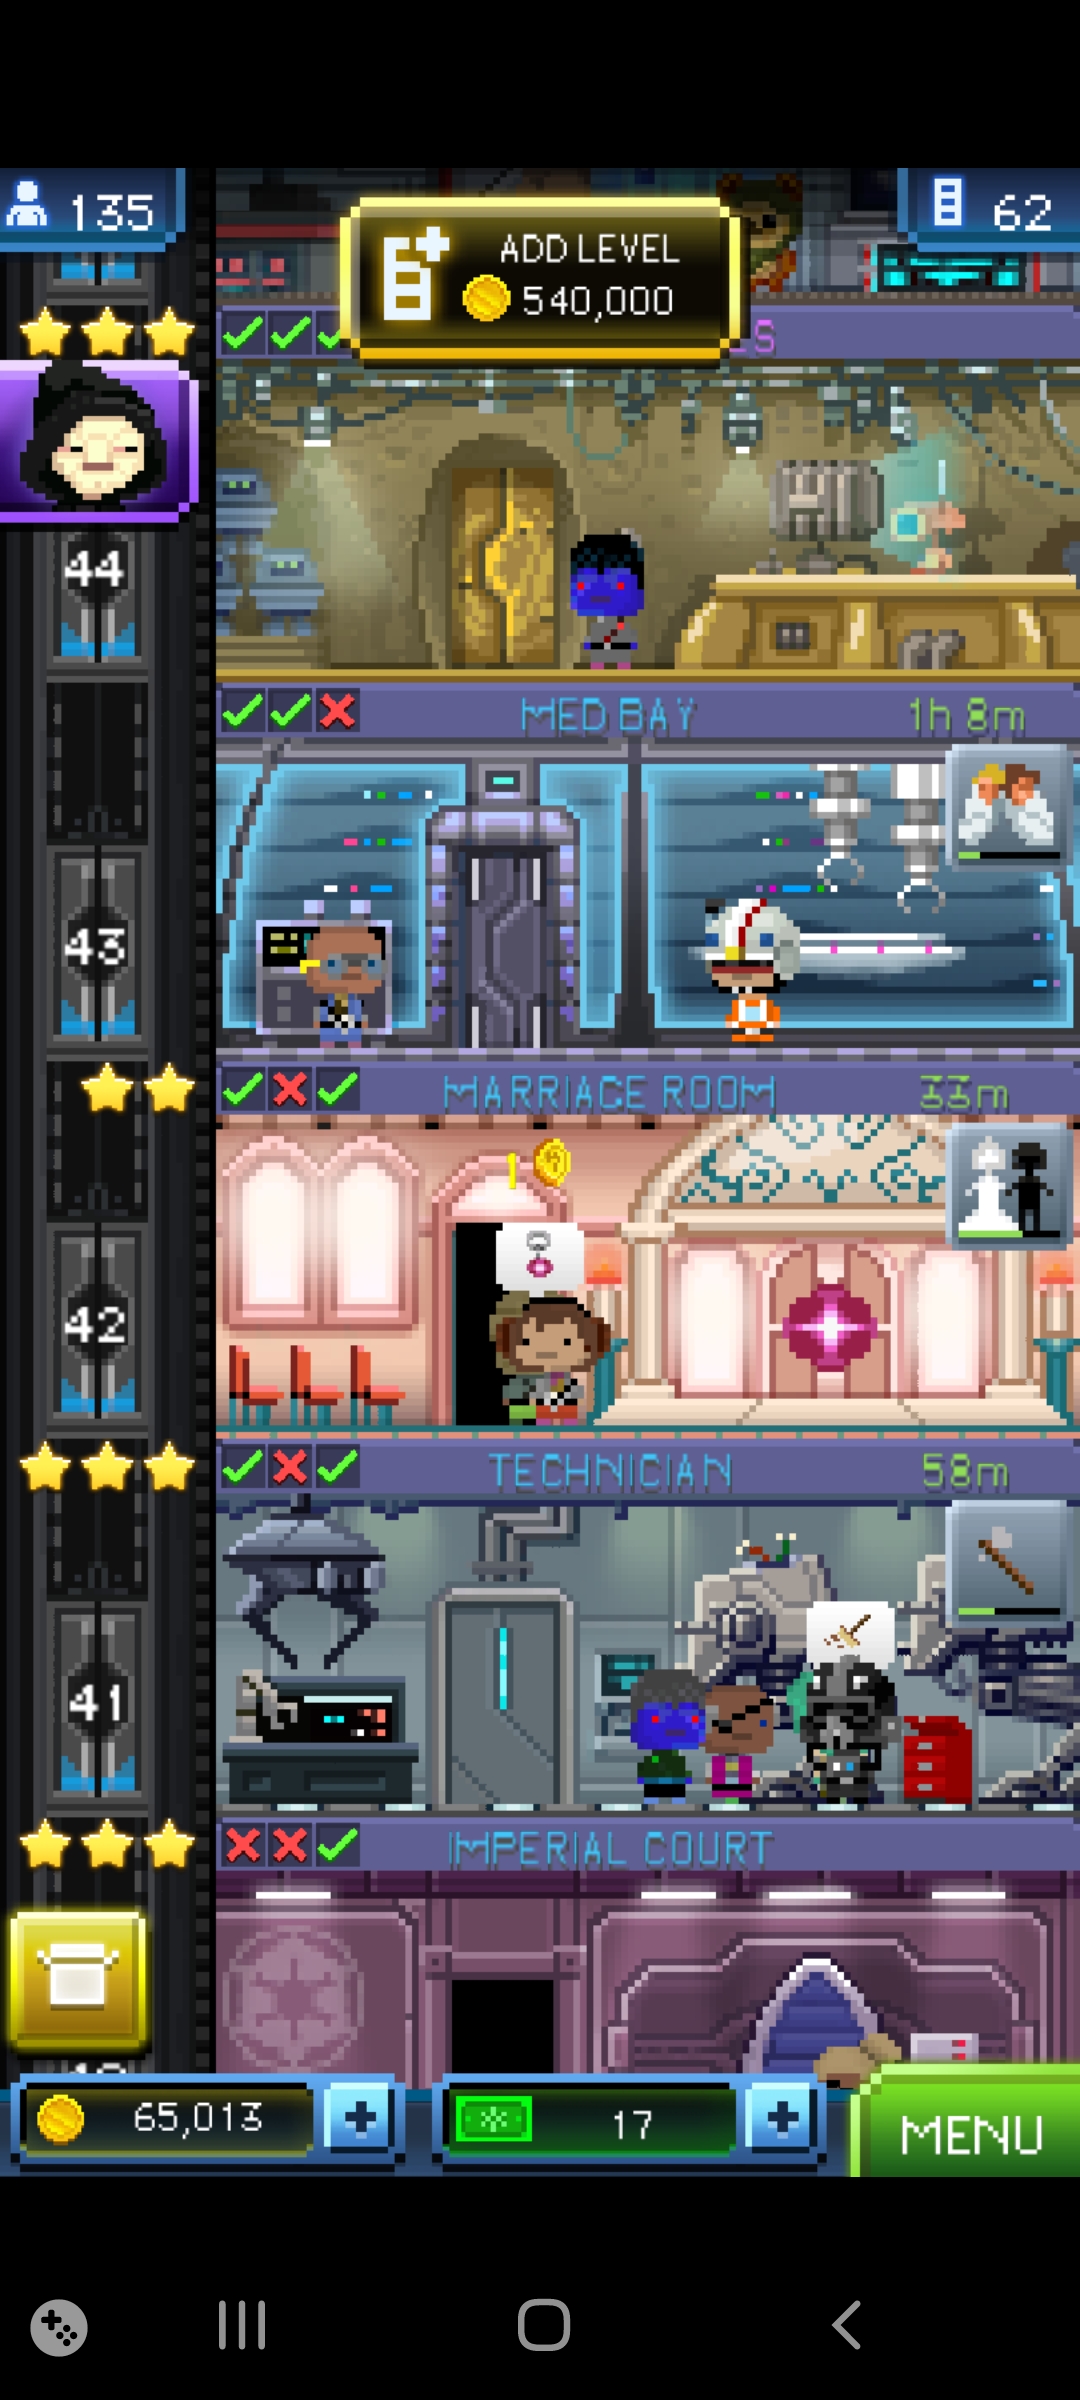 135
ADD LEVEL
540,000
62
44
MED BAY
1h 8m
43
MARRIAGE ROOM
33m
42
TECHNICIAN
58m
41
IMPERIAL COURT
65,013
17
MENU